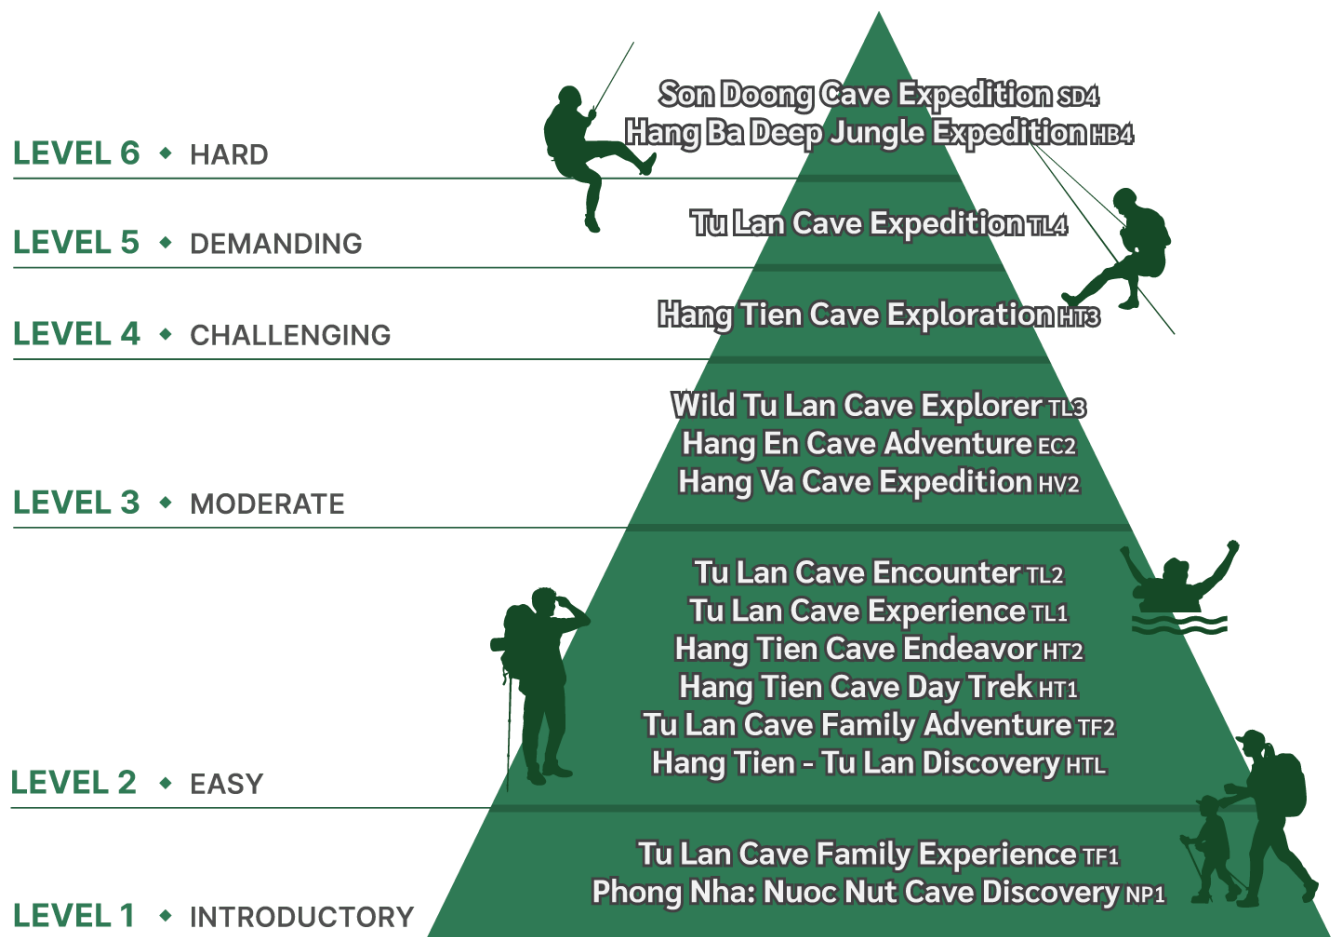 Son Doong Cave Expedition SD4
Hang Ba Deep Jungle Expedition HB4
LEVEL 6 ◆ HARD
Tu Lan Cave Expedition TL4
LEVEL 5 ◆ DEMANDING
Hang Tien Cave Exploration HT3
LEVEL 4 ◆ CHALLENGING
Wild Tu Lan Cave Explorer TL3
Hang En Cave Adventure EC2
Hang Va Cave Expedition HV2
LEVEL 3 ◆ MODERATE
Tu Lan Cave Encounter TL2
Tu Lan Cave Experience TL1
Hang Tien Cave Endeavor HT2
Hang Tien Cave Day Trek HT1
Tu Lan Cave Family Adventure TF2
Hang Tien - Tu Lan Discovery HTL
LEVEL 2 ◆ EASY
Tu Lan Cave Family Experience TF1
Phong Nha: Nuoc Nut Cave Discovery NP1
LEVEL 1 ◆ INTRODUCTORY